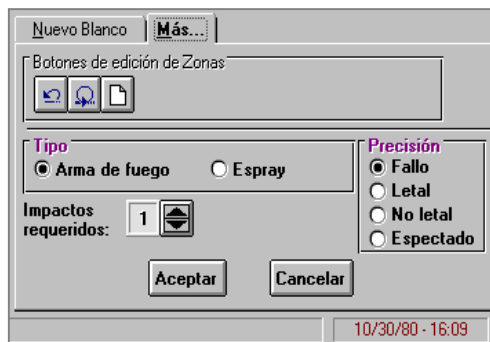 Nuevo Blanco
Más...
Botones de edición de Zonas
Tipo
Arma de fuego
Espray
Precisión
Fallo
Letal
No letal
Espectado
Impactos
requeridos:
1
Aceptar
Cancelar
10/30/80 - 16:09